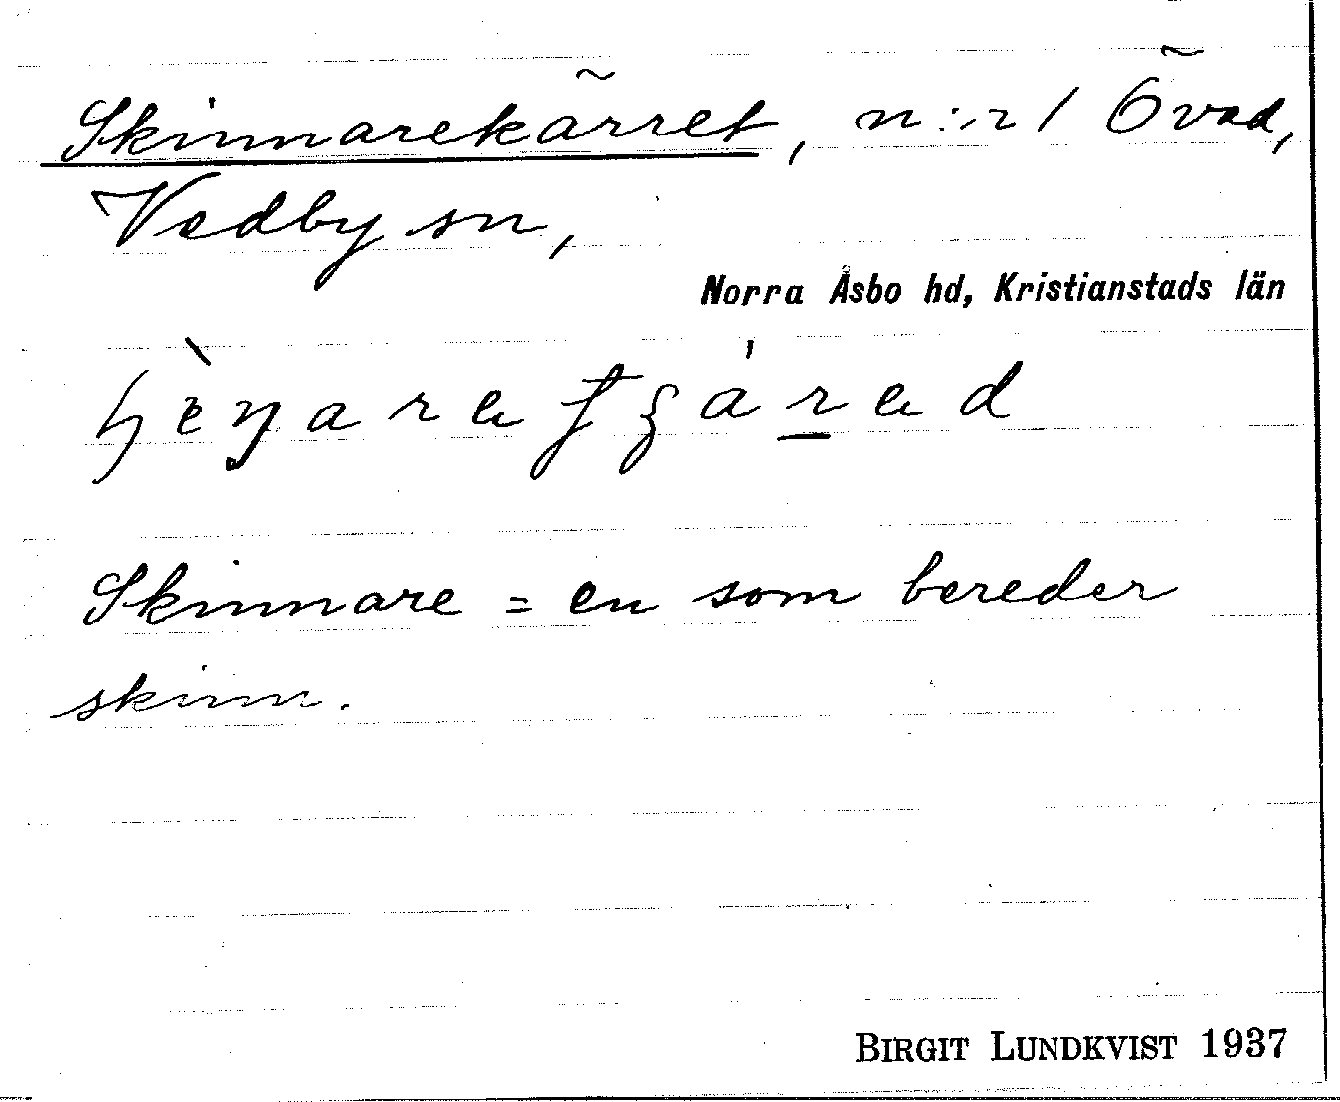 Skinnarekärret, n:r 1 Övad,
Vedby sn,
Norra Åsbo hd, Kristianstads län
Skinnare = en som bereder
skinn.
BIRGIT LUNDKVIST 1937